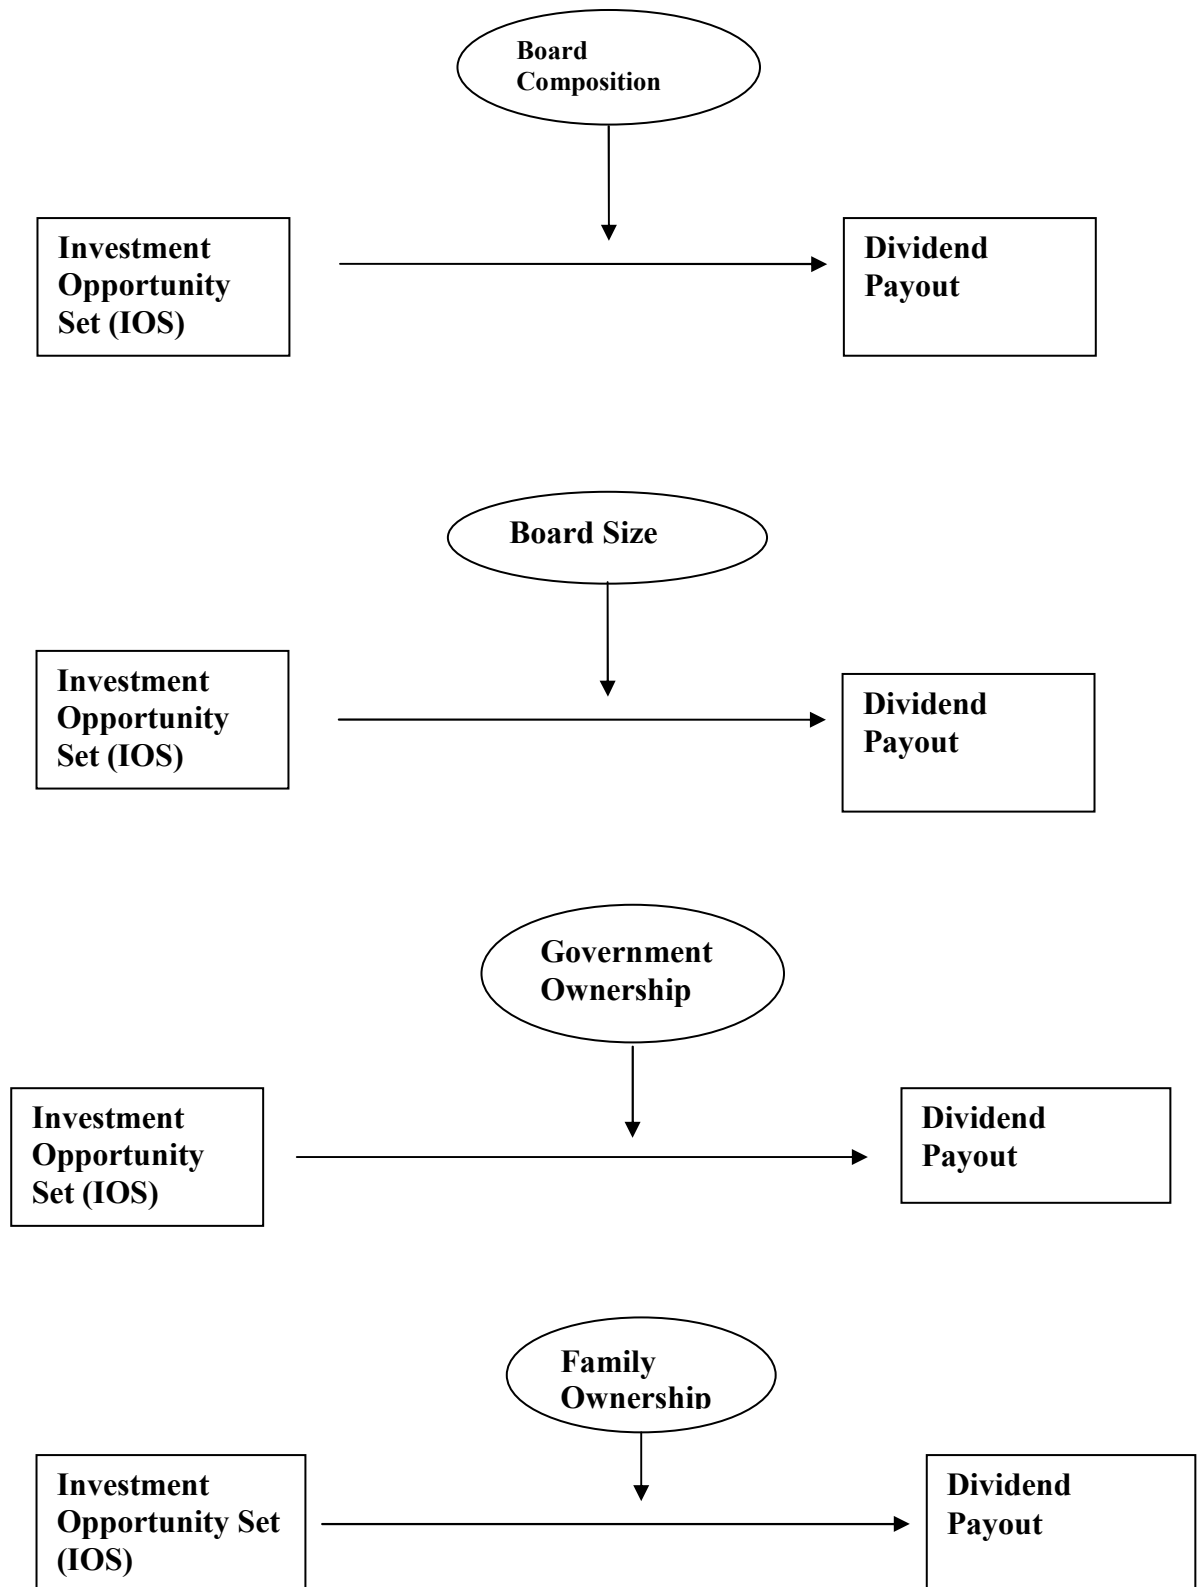 Board
Composition
Investment
Opportunity
Set (IOS)
Dividend
Payout
Board Size
Investment
Opportunity
Set (IOS)
Dividend
Payout
Government
Ownership
Investment
Opportunity
Set (IOS)
Dividend
Payout
Family
Ownership
Investment
Opportunity Set
(IOS)
Dividend
Payout